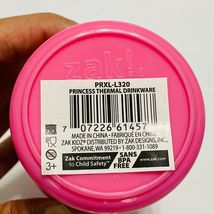 zak!®
PRXL-L320
PRINCESS THERMAL DRINKWARE
7 07226 61457
MADE IN CHINA • FABRIQUÉ EN CHINE
ZAK KIDZ® DISTRIBUTED BY ZAK DESIGNS, INC.
SPOKANE, WA 99219 • 1-800-331-1089
3+
Zak Commitment
to Child Safety™
SANS
BPA
FREE
www.zak.com